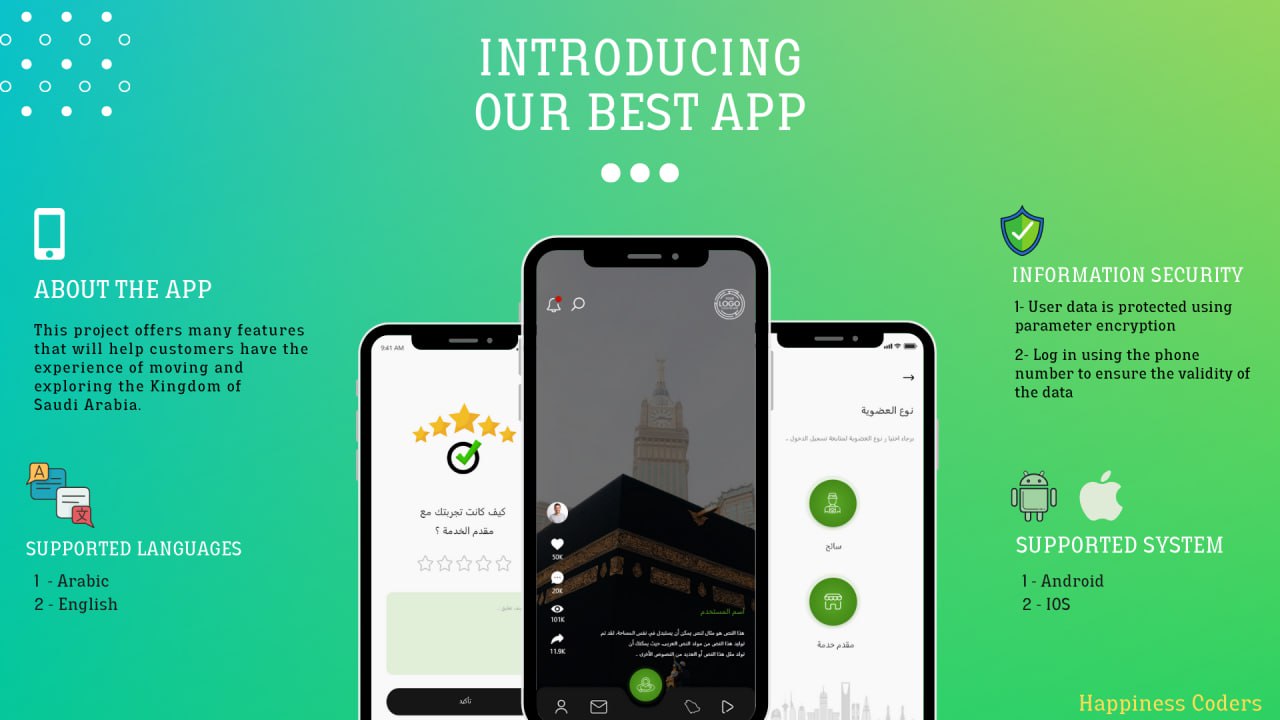 INTRODUCING
OUR BEST APP
ABOUT THE APP
This project offers many features
that will help customers have the
experience of moving and
exploring the Kingdom of
Saudi Arabia.
SUPPORTED LANGUAGES
1 - Arabic
2 - English
9:41 AM
كيف كانت تجربتك مع
مقدم الخدمة ؟
تأكيد
LOGO
50K
20K
101K
11.9K
اسم المستخدم
هذا النص هو مثال لنص يمكن أن يستبدل في نفس المساحة، لقد تم
توليد هذا النص من مولد النص العربى، حيث يمكنك أن
تولد مثل هذا النص أو العديد من النصوص الأخرى
نوع العضوية
برجاء اختيار نوع العضوية لمتابعة تسجيل الدخول .
سائح
مقدم خدمة
INFORMATION SECURITY
1- User data is protected using
parameter encryption
2- Log in using the phone
number to ensure the validity of
the data
SUPPORTED SYSTEM
1 - Android
2 - IOS
Happiness Coders